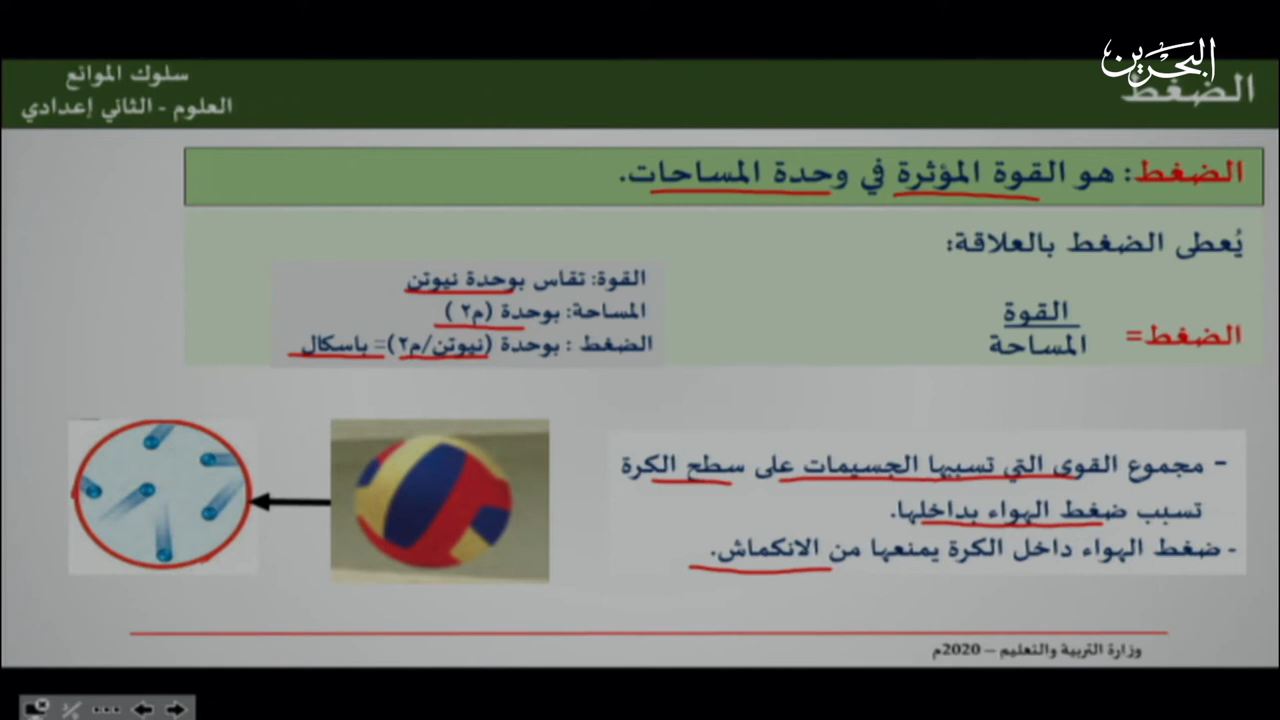 البحرين
الضغط
سلوك الموائع
العلوم - الثاني إعدادي
الضغط: هو القوة المؤثرة في وحدة المساحات.
يُعطى الضغط بالعلاقة:
الضغط= القوة
المساحة
القوة: تقاس بوحدة نيوتن
المساحة: بوحدة (م٢ )
الضغط : بوحدة (نيوتن/م٢)= باسكال
- مجموع القوى التي تسببها الجسيمات على سطح الكرة
تسبب ضغط الهواء بداخلها.
- ضغط الهواء داخل الكرة يمنعها من الانكماش.
وزارة التربية والتعليم – 2020م